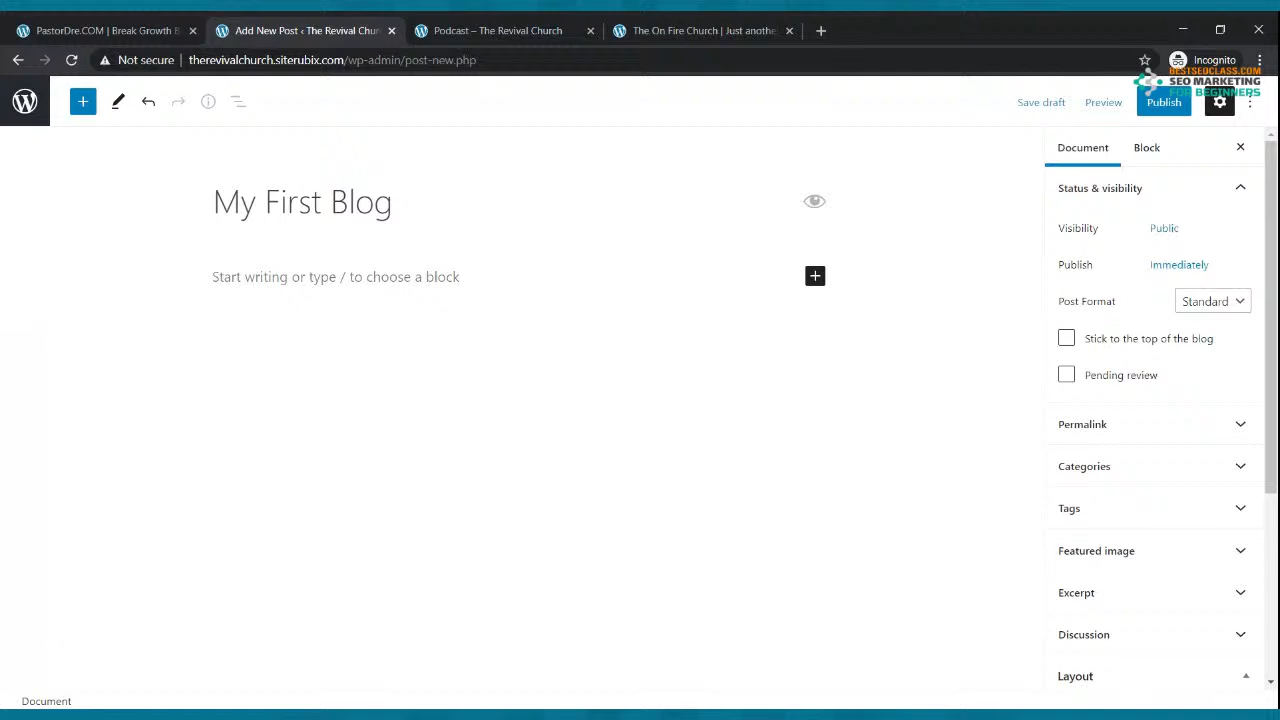 PastorDre.COM | Break Growth B
Add New Post ‹ The Revival Chur
Podcast – The Revival Church
The On Fire Church | Just anothe
Not secure | therevivalchurch.siterubix.com/wp-admin/post-new.php
Incognito
BESTSEOCLASS.COM
SEO MARKETING
FOR BEGINNERS
Save draft
Preview
Publish
Document
Block
Status & visibility
My First Blog
Visibility
Public
Start writing or type / to choose a block
Publish
Immediately
Post Format
Standard
Stick to the top of the blog
Pending review
Permalink
Categories
Tags
Featured image
Excerpt
Discussion
Layout
Document